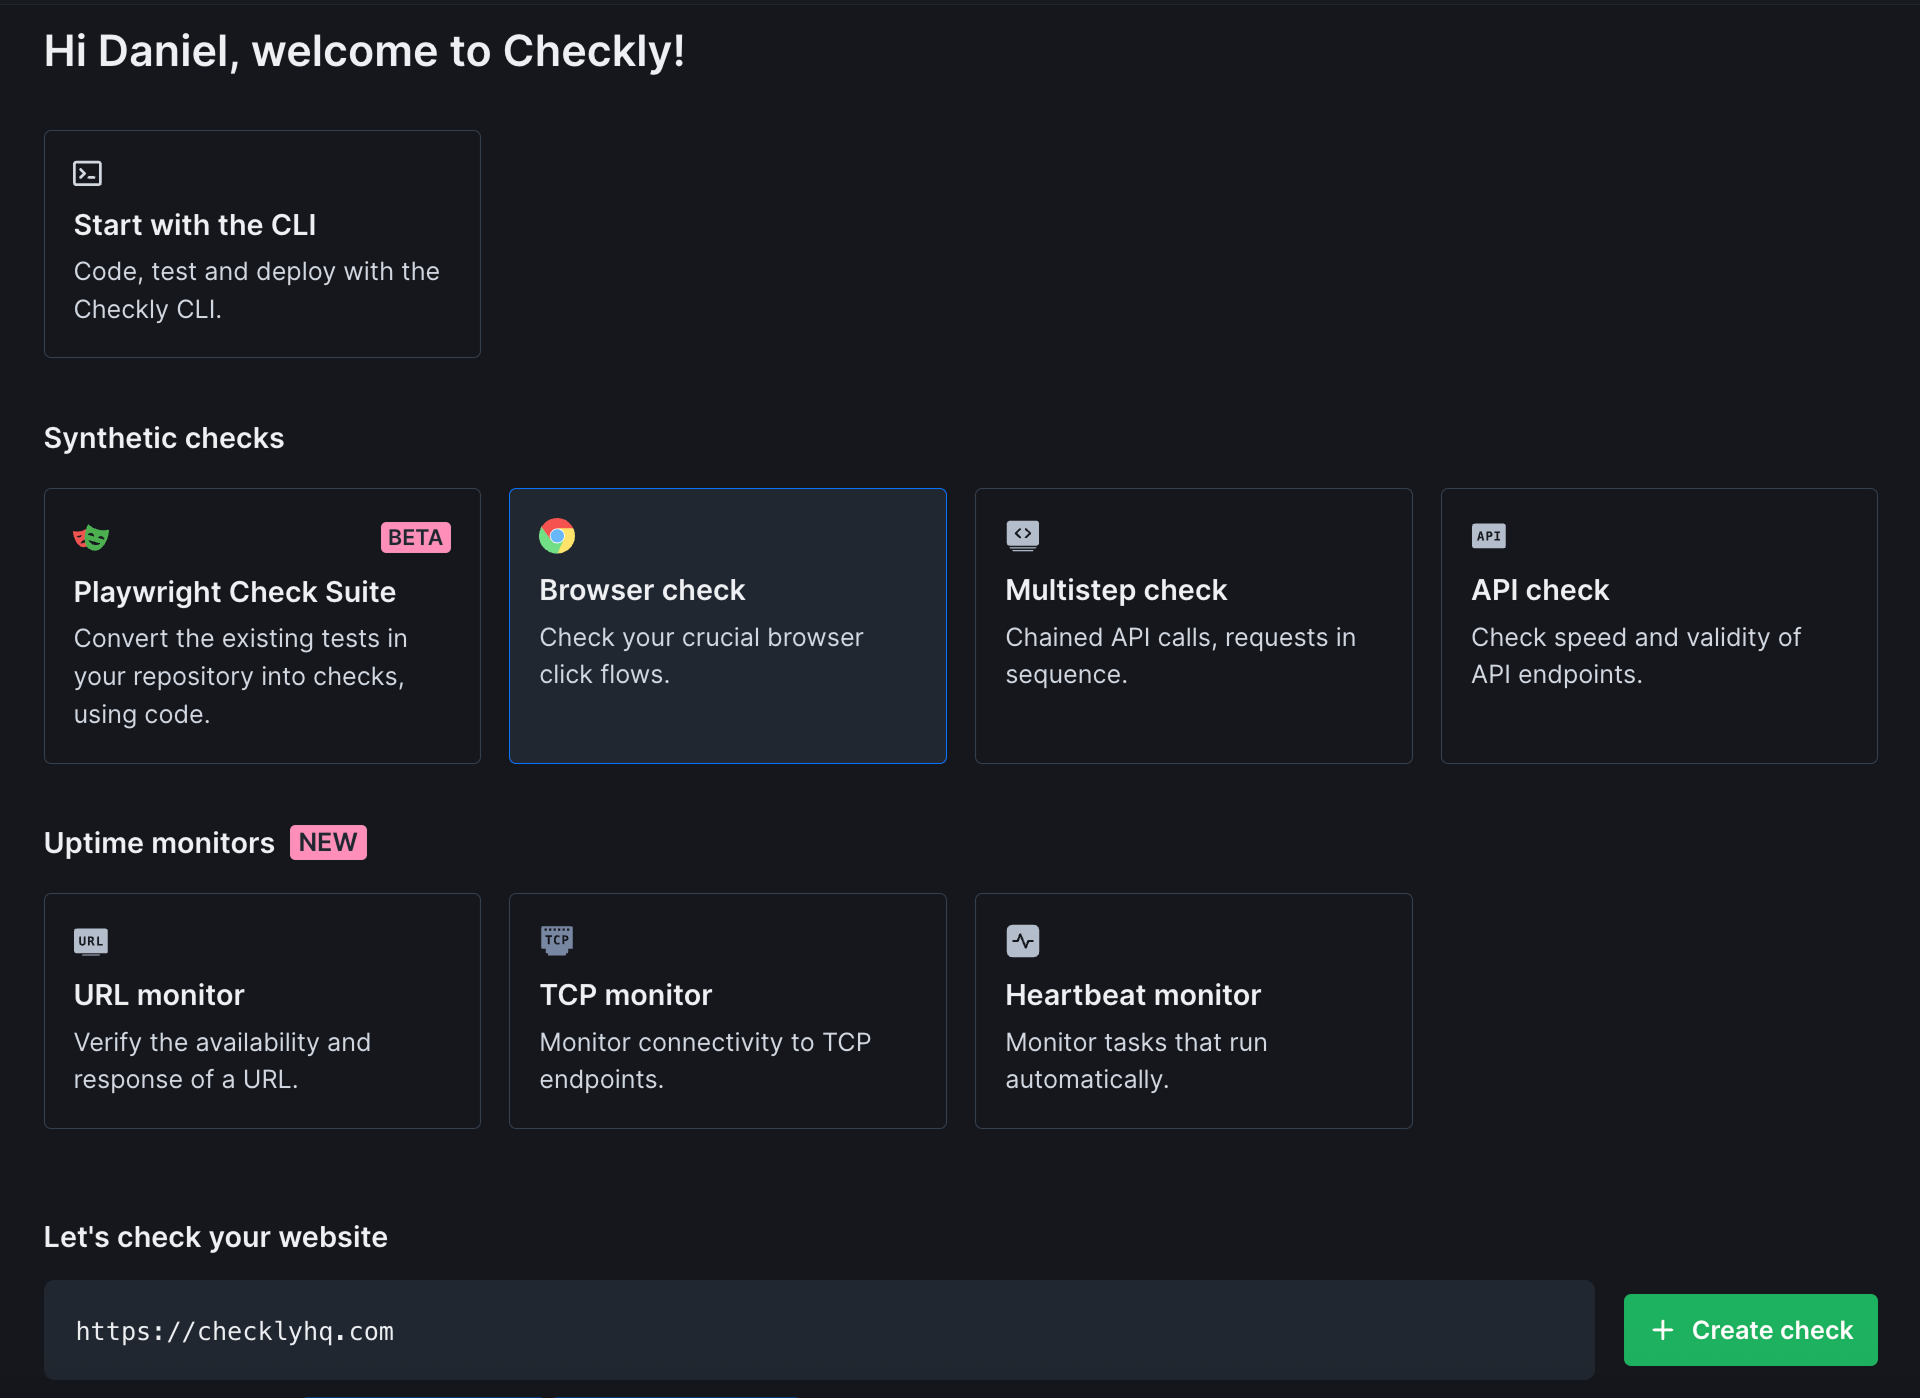 Hi Daniel, welcome to Checkly!
Start with the CLI
Code, test and deploy with the
Checkly CLI.
Synthetic checks
BETA
Playwright Check Suite
Convert the existing tests in
your repository into checks,
using code.
Browser check
Check your crucial browser
click flows.
Multistep check
Chained API calls, requests in
sequence.
API
API check
Check speed and validity of
API endpoints.
Uptime monitors NEW
URL
URL monitor
Verify the availability and
response of a URL.
TCP
TCP monitor
Monitor connectivity to TCP
endpoints.
Heartbeat monitor
Monitor tasks that run
automatically.
Let's check your website
https://checklyhq.com
+ Create check